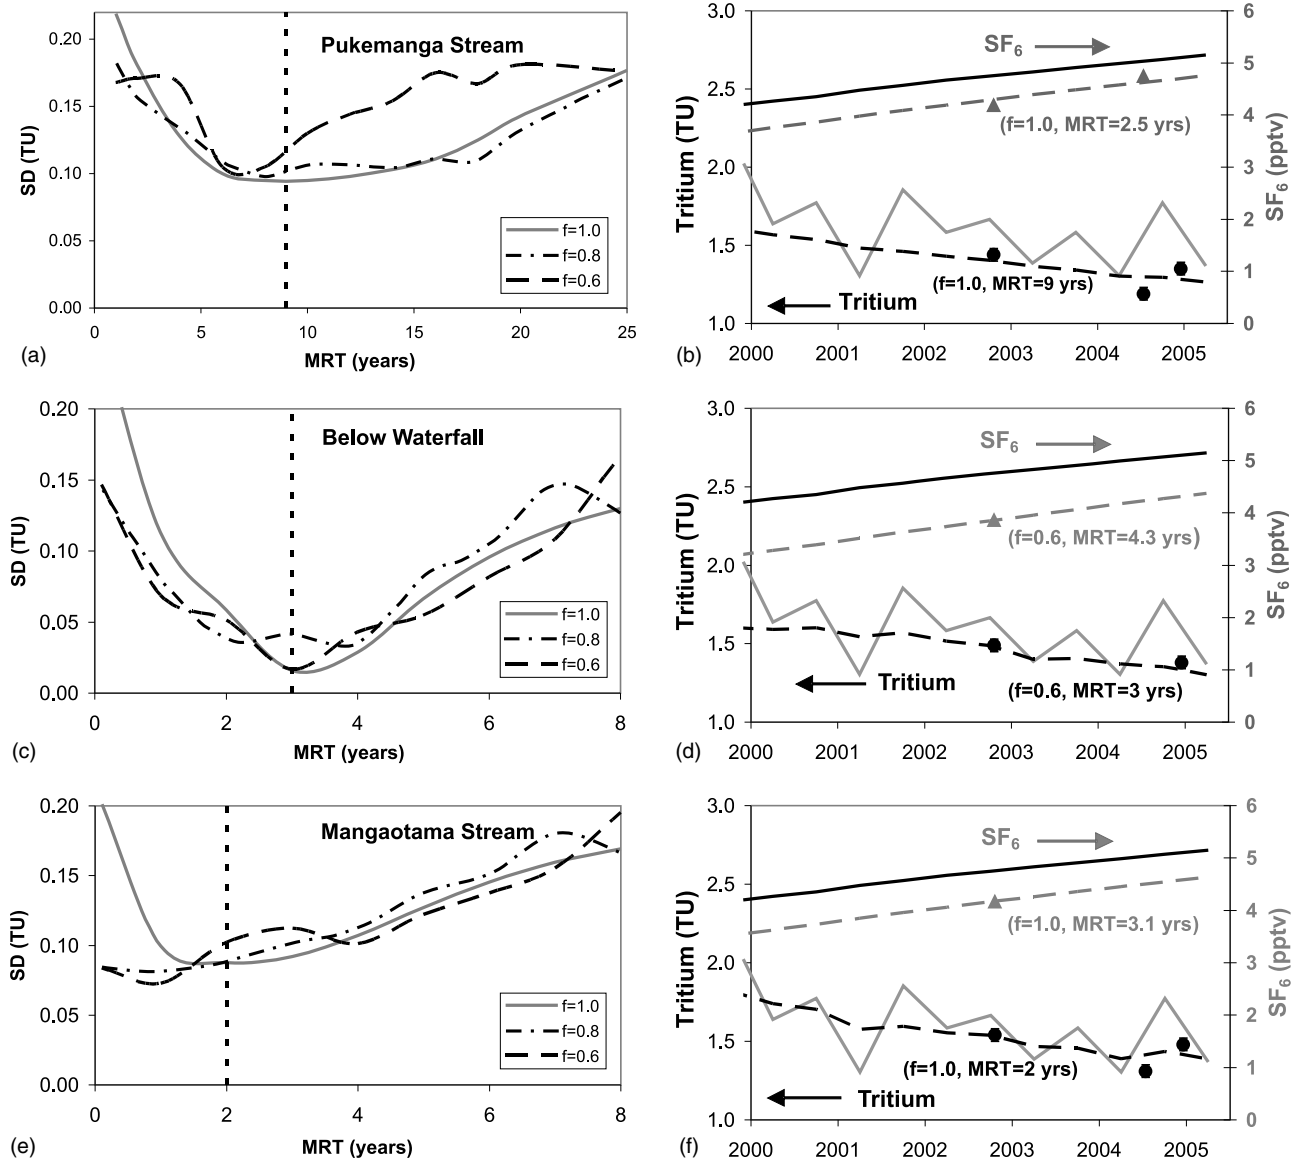 0.20
0.15
0.10
0.05
0.00
SD (TU)
Pukemanga Stream
f=1.0
f=0.8
f=0.6
0 5 10 15 20 25
MRT (years)
(a)
3.0
2.5
2.0
1.5
1.0
Tritium (TU)
SF6
(f=1.0, MRT=2.5 yrs)
(f=1.0, MRT=9 yrs)
Tritium
6
5
4
3
2
1
0
SF6 (pptv)
2000 2001 2002 2003 2004 2005
(b)
0.20
0.15
0.10
0.05
0.00
SD (TU)
Below Waterfall
f=1.0
f=0.8
f=0.6
0 2 4 6 8
MRT (years)
(c)
3.0
2.5
2.0
1.5
1.0
Tritium (TU)
SF6
(f=0.6, MRT=4.3 yrs)
Tritium
(f=0.6, MRT=3 yrs)
6
5
4
3
2
1
0
SF6 (pptv)
2000 2001 2002 2003 2004 2005
(d)
0.20
0.15
0.10
0.05
0.00
SD (TU)
Mangaotama Stream
f=1.0
f=0.8
f=0.6
0 2 4 6 8
MRT (years)
(e)
3.0
2.5
2.0
1.5
1.0
Tritium (TU)
SF6
(f=1.0, MRT=3.1 yrs)
(f=1.0, MRT=2 yrs)
Tritium
6
5
4
3
2
1
0
SF6 (pptv)
2000 2001 2002 2003 2004 2005
(f)